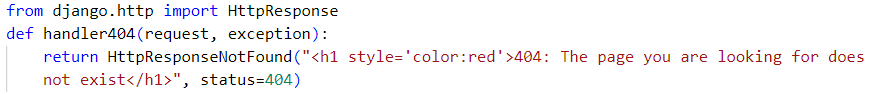 from django.http import HttpResponse
def handler404(request, exception):
    return HttpResponseNotFound("<h1 style='color:red'>404: The page you are looking for does
    not exist</h1>", status=404)